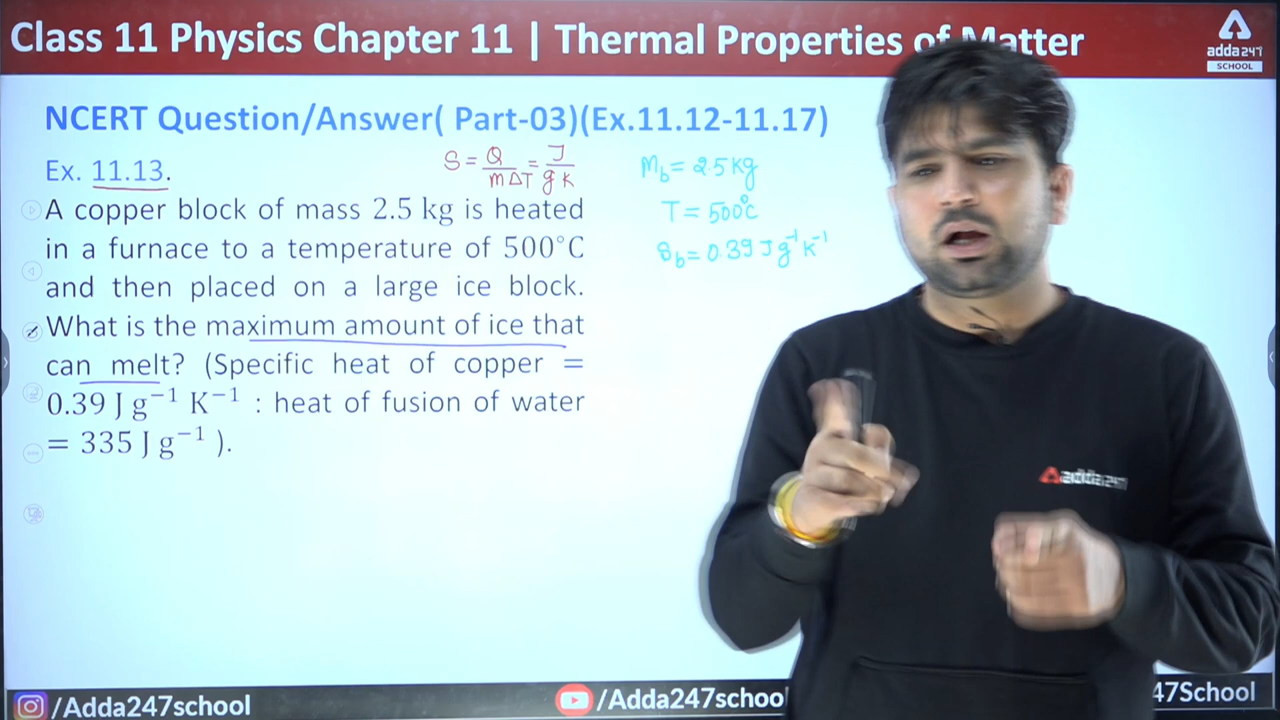 Class 11 Physics Chapter 11 | Thermal Properties of Matter
adda247
SCHOOL
NCERT Question/Answer( Part-03)(Ex.11.12-11.17)
Ex. 11.13.
S = Q/mΔT = J/g K
A copper block of mass 2.5 kg is heated
in a furnace to a temperature of 500°C
and then placed on a large ice block.
What is the maximum amount of ice that
can melt? (Specific heat of copper =
0.39 J g⁻¹ K⁻¹ : heat of fusion of water
= 335 J g⁻¹ ).
M_b = 2.5 kg
T = 500°C
S_b = 0.39 J g⁻¹ K⁻¹
adda247
/Adda247school
/Adda247school
47School